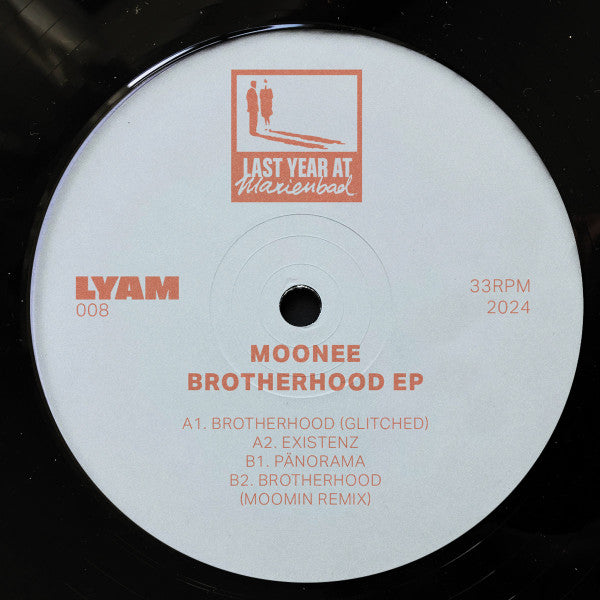 LAST YEAR AT
Marienbad
LYAM
008
33RPM
2024
MOONEE
BROTHERHOOD EP
A1. BROTHERHOOD (GLITCHED)
A2. EXISTENZ
B1. PÄNORAMA
B2. BROTHERHOOD
(MOOMIN REMIX)